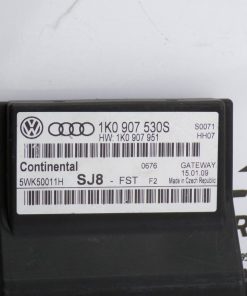 1K0 907 530S S0071
HW: 1K0 907 951 HH07
Continental 0676 GATEWAY
15.01.09
5WK50011H SJ8 - FST F2 Made in Czech Republic